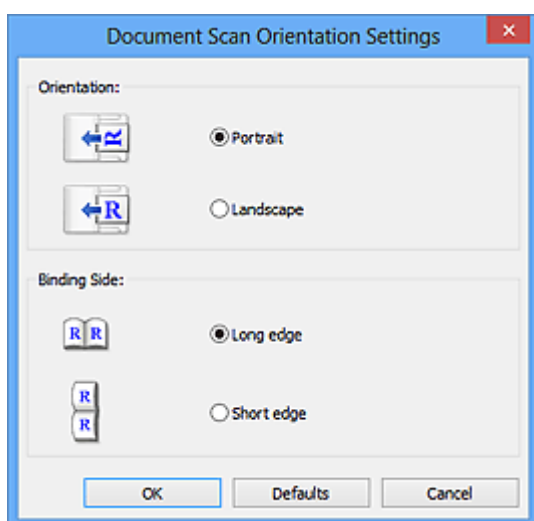 Document Scan Orientation Settings
Orientation:
R
Portrait
R
Landscape
Binding Side:
R R
Long edge
R
R
Short edge
OK Defaults Cancel